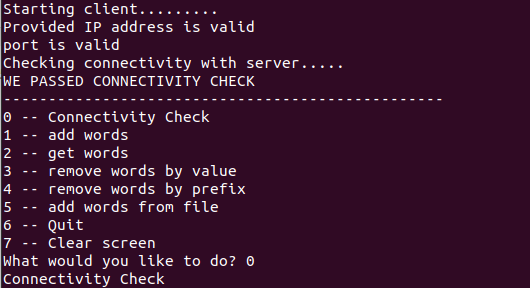 Starting client.........
Provided IP address is valid
port is valid
Checking connectivity with server.....
WE PASSED CONNECTIVITY CHECK
-------------------------------------------------
0 -- Connectivity Check
1 -- add words
2 -- get words
3 -- remove words by value
4 -- remove words by prefix
5 -- add words from file
6 -- Quit
7 -- Clear screen
What would you like to do? 0
Connectivity Check